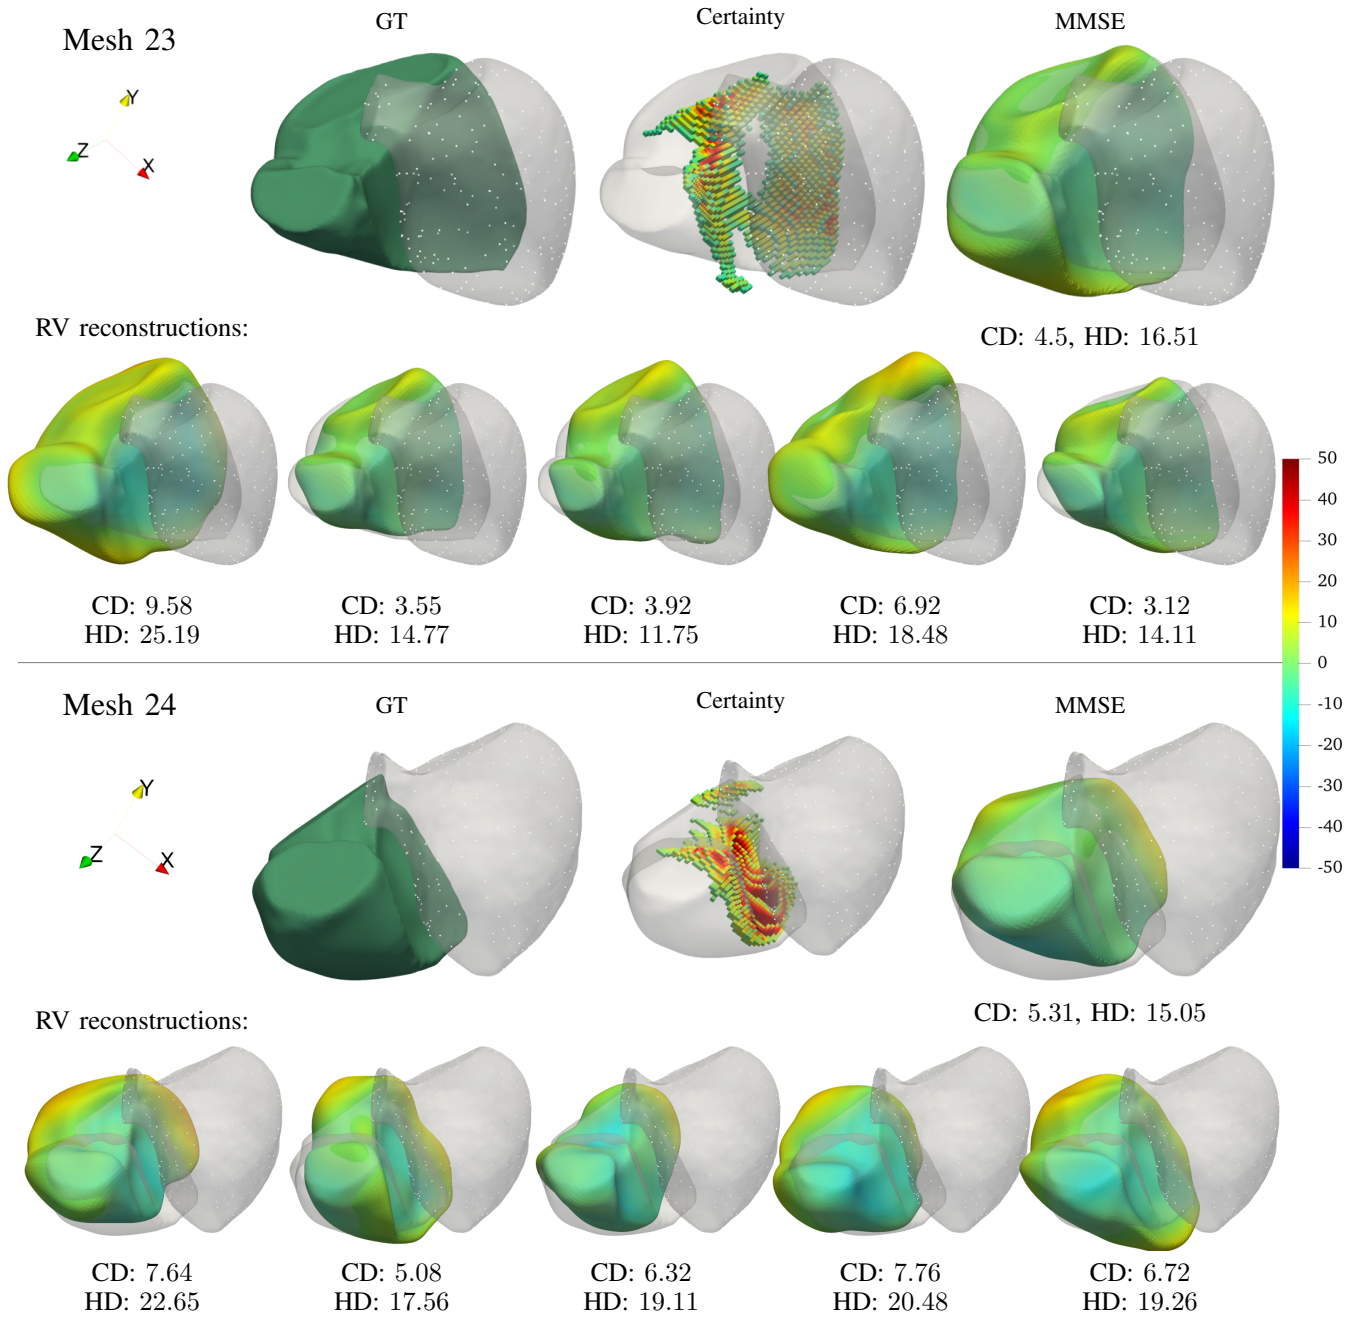 Mesh 23
GT
Certainty
MMSE
Y
Z
X
RV reconstructions:
CD: 4.5, HD: 16.51
CD: 9.58
HD: 25.19
CD: 3.55
HD: 14.77
CD: 3.92
HD: 11.75
CD: 6.92
HD: 18.48
CD: 3.12
HD: 14.11
50
40
30
20
10
0
-10
-20
-30
-40
-50
Mesh 24
GT
Certainty
MMSE
Y
Z
X
RV reconstructions:
CD: 5.31, HD: 15.05
CD: 7.64
HD: 22.65
CD: 5.08
HD: 17.56
CD: 6.32
HD: 19.11
CD: 7.76
HD: 20.48
CD: 6.72
HD: 19.26